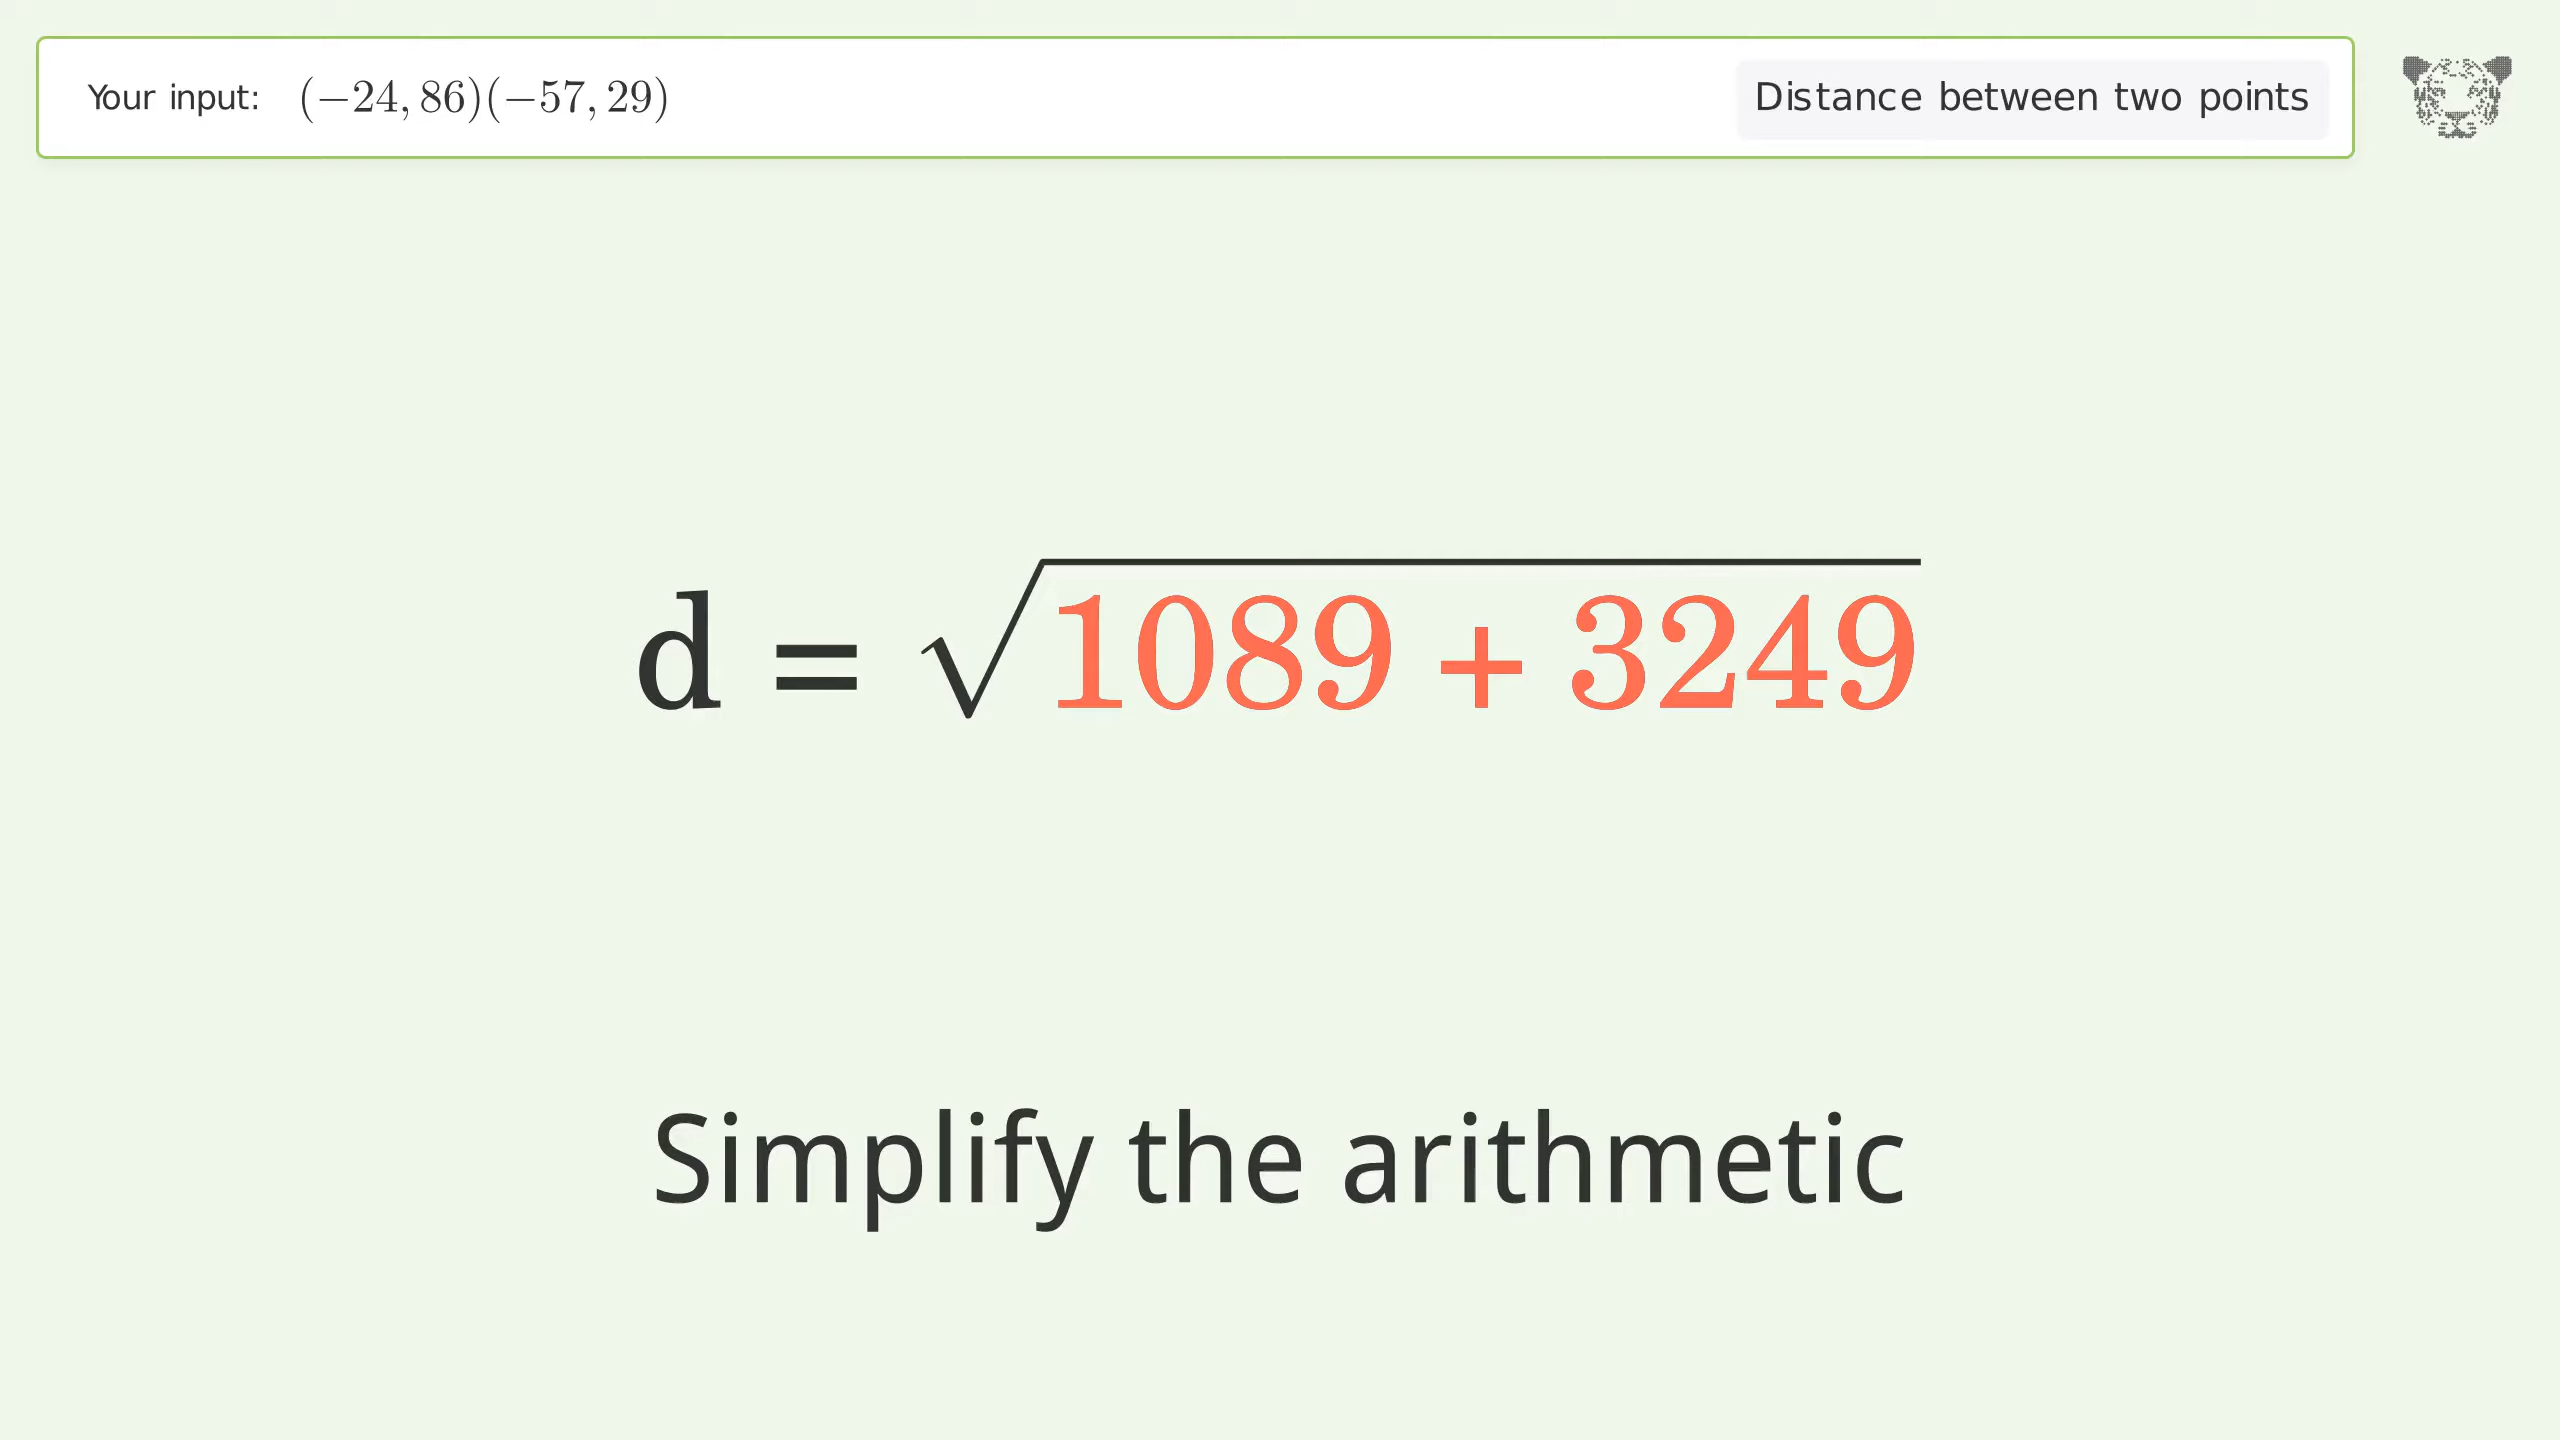 Your input: (−24, 86)(−57, 29)
Distance between two points
d = √1089 + 3249
Simplify the arithmetic